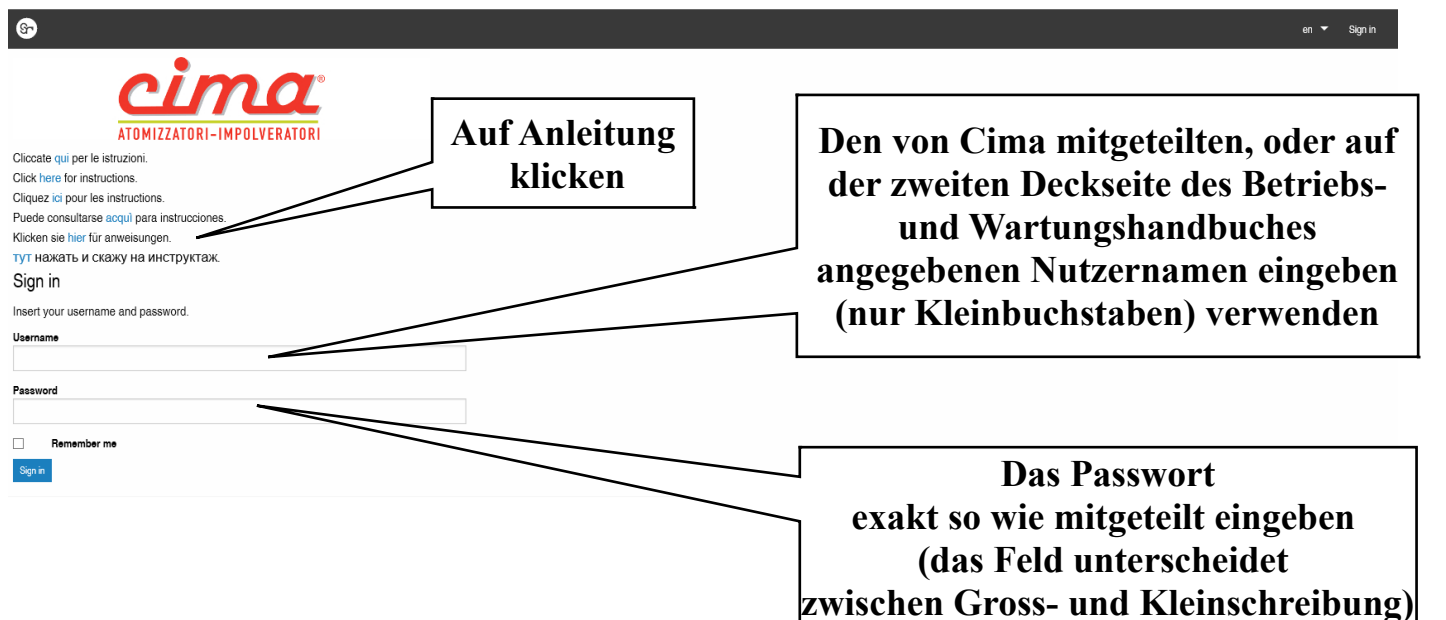 en Sign in
cima®
ATOMIZZATORI-IMPOLVERATORI
Cliccate qui per le istruzioni.
Click here for instructions.
Cliquez ici pour les instructions.
Puede consultarse acquì para instrucciones.
Klicken sie hier für anweisungen.
тут нажать и скажу на инструктаж.
Sign in
Insert your username and password.
Username
Password
Remember me
Sign in
Auf Anleitung
klicken
Den von Cima mitgeteilten, oder auf
der zweiten Deckseite des Betriebs-
und Wartungshandbuches
angegebenen Nutzernamen eingeben
(nur Kleinbuchstaben) verwenden
Das Passwort
exakt so wie mitgeteilt eingeben
(das Feld unterscheidet
zwischen Gross- und Kleinschreibung)